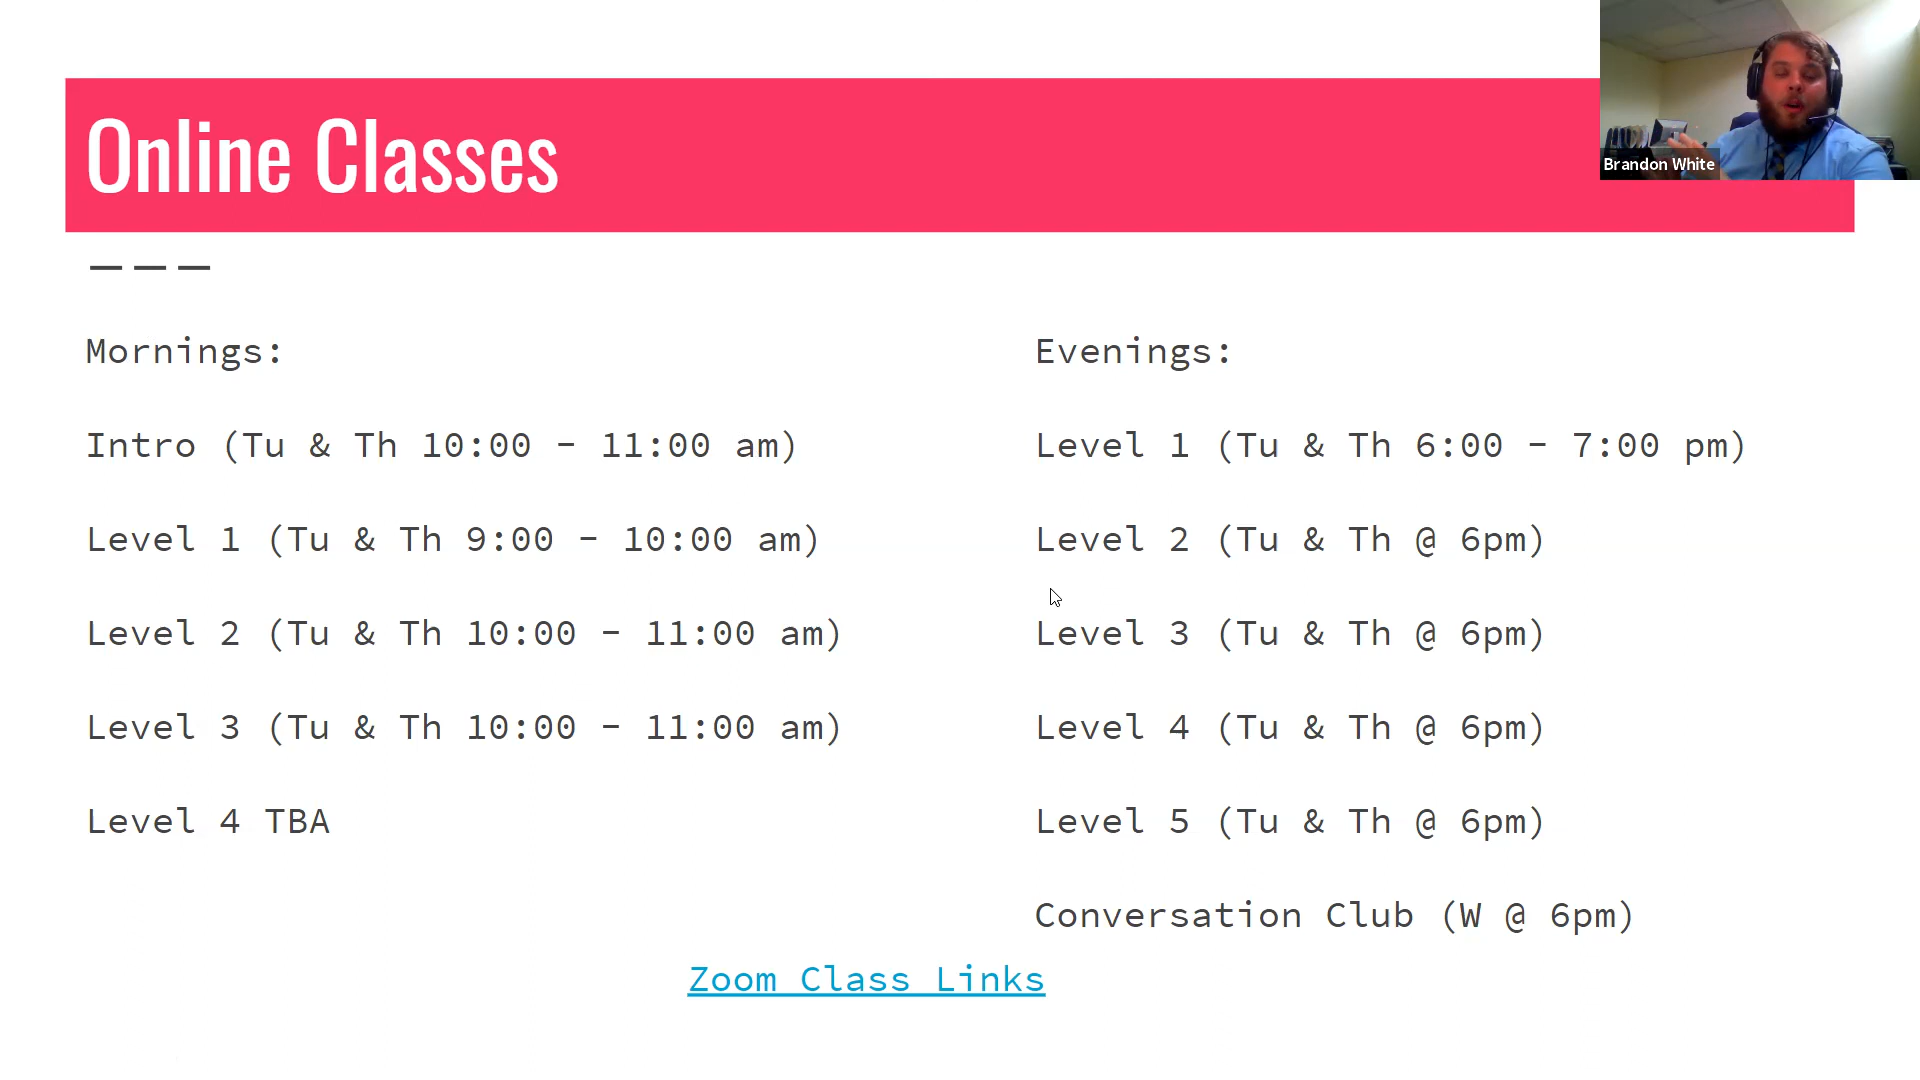 Online Classes
Brandon White
Mornings:
Intro (Tu & Th 10:00 - 11:00 am)
Level 1 (Tu & Th 9:00 - 10:00 am)
Level 2 (Tu & Th 10:00 - 11:00 am)
Level 3 (Tu & Th 10:00 - 11:00 am)
Level 4 TBA
Evenings:
Level 1 (Tu & Th 6:00 - 7:00 pm)
Level 2 (Tu & Th @ 6pm)
Level 3 (Tu & Th @ 6pm)
Level 4 (Tu & Th @ 6pm)
Level 5 (Tu & Th @ 6pm)
Conversation Club (W @ 6pm)
Zoom Class Links